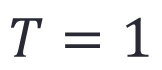 T = 1